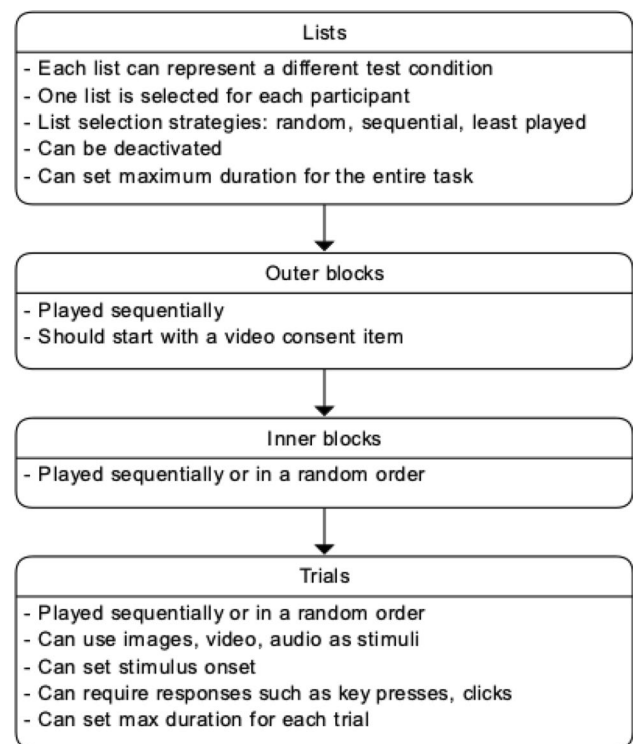 Lists
- Each list can represent a different test condition
- One list is selected for each participant
- List selection strategies: random, sequential, least played
- Can be deactivated
- Can set maximum duration for the entire task
Outer blocks
- Played sequentially
- Should start with a video consent item
Inner blocks
- Played sequentially or in a random order
Trials
- Played sequentially or in a random order
- Can use images, video, audio as stimuli
- Can set stimulus onset
- Can require responses such as key presses, clicks
- Can set max duration for each trial